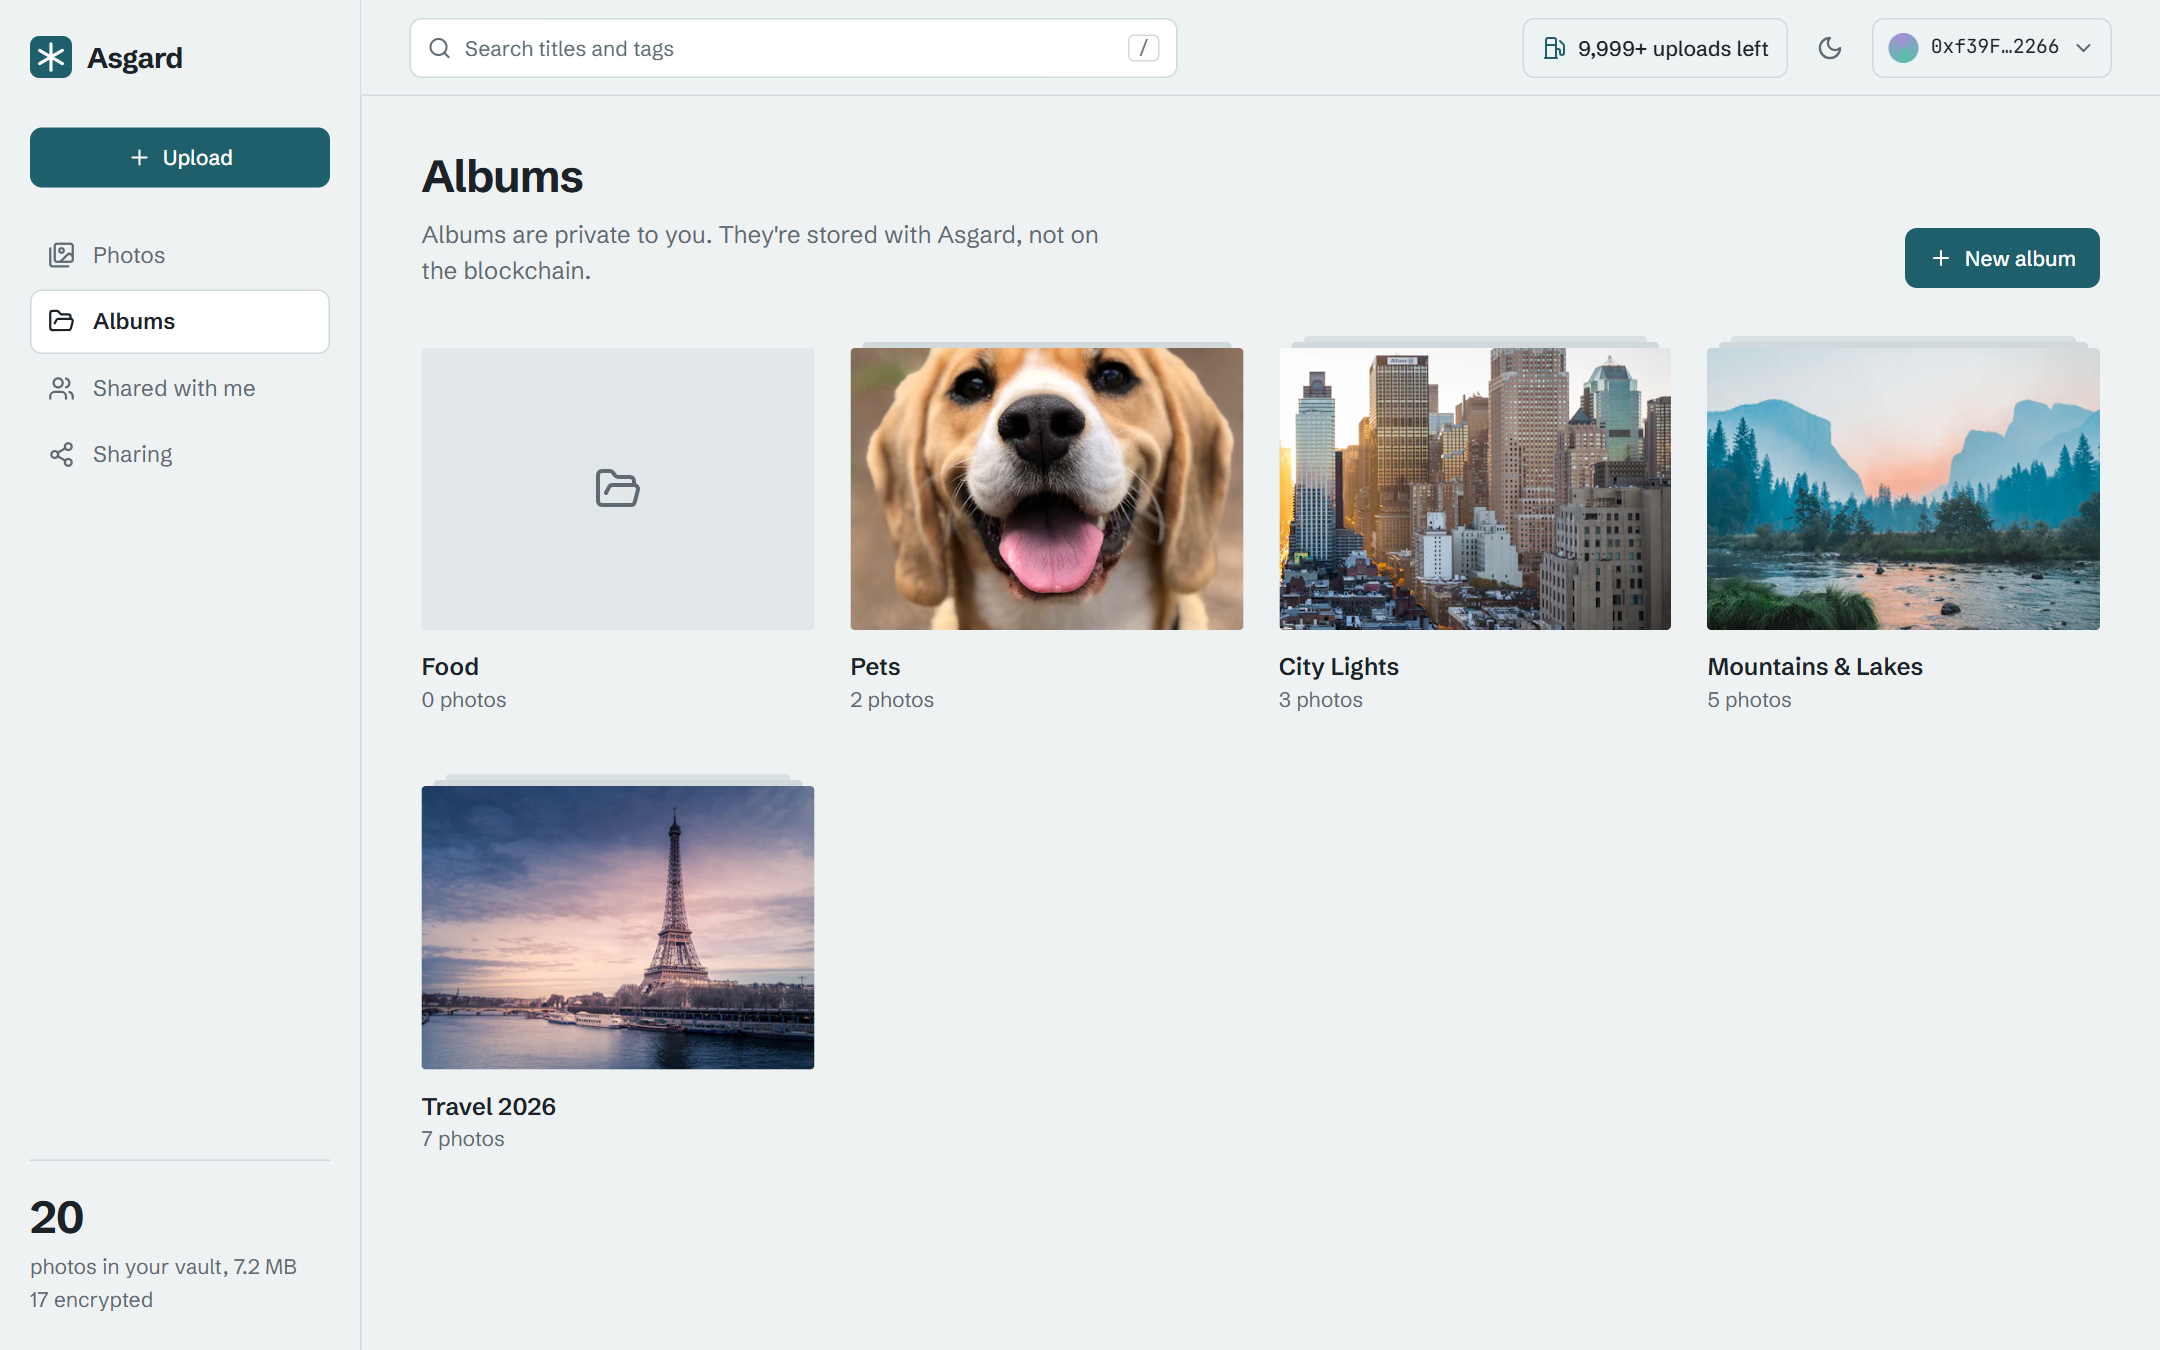 Asgard
Search titles and tags
/
9,999+ uploads left
0xf39F…2266
Upload
Photos
Albums
Shared with me
Sharing
Albums
Albums are private to you. They're stored with Asgard, not on
the blockchain.
New album
Food
0 photos
Pets
2 photos
City Lights
3 photos
Mountains & Lakes
5 photos
Travel 2026
7 photos
20
photos in your vault, 7.2 MB
17 encrypted